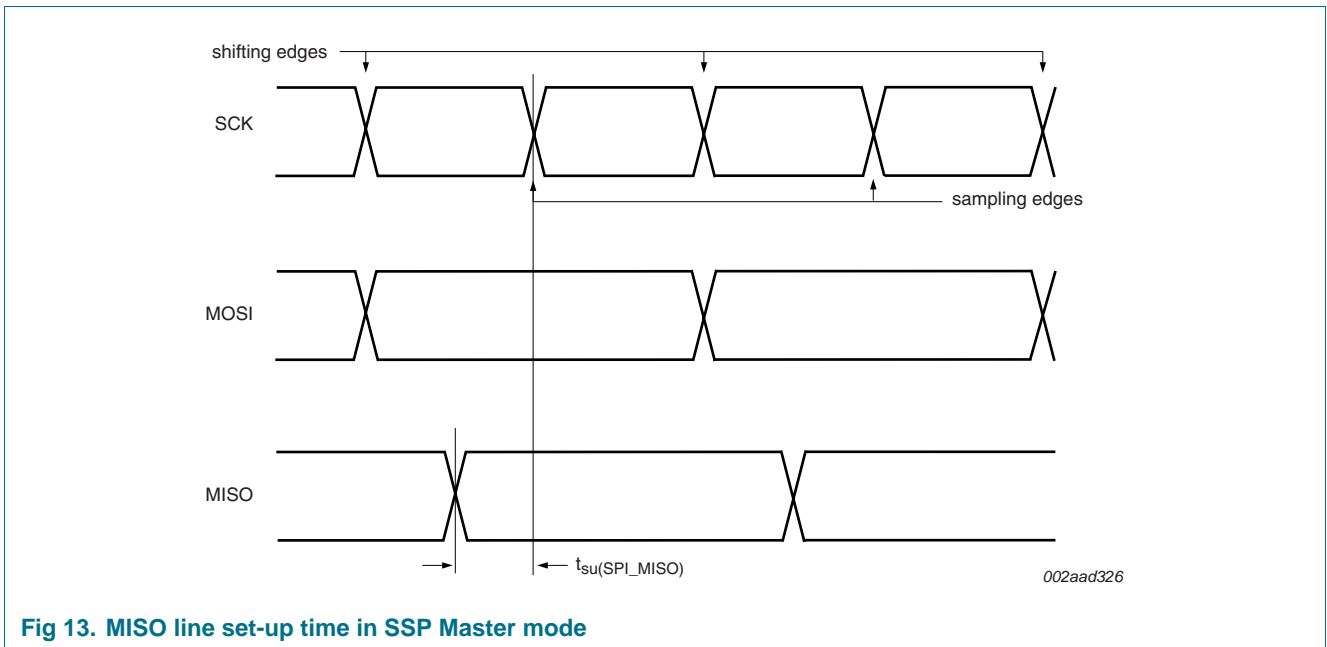 shifting edges
SCK
sampling edges
MOSI
MISO
tsu(SPI_MISO)
002aad326
Fig 13. MISO line set-up time in SSP Master mode